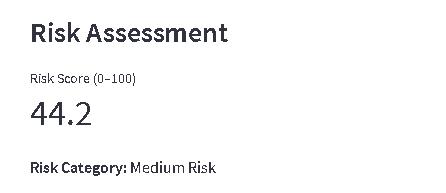 Risk Assessment
Risk Score (0–100)
44.2
Risk Category: Medium Risk